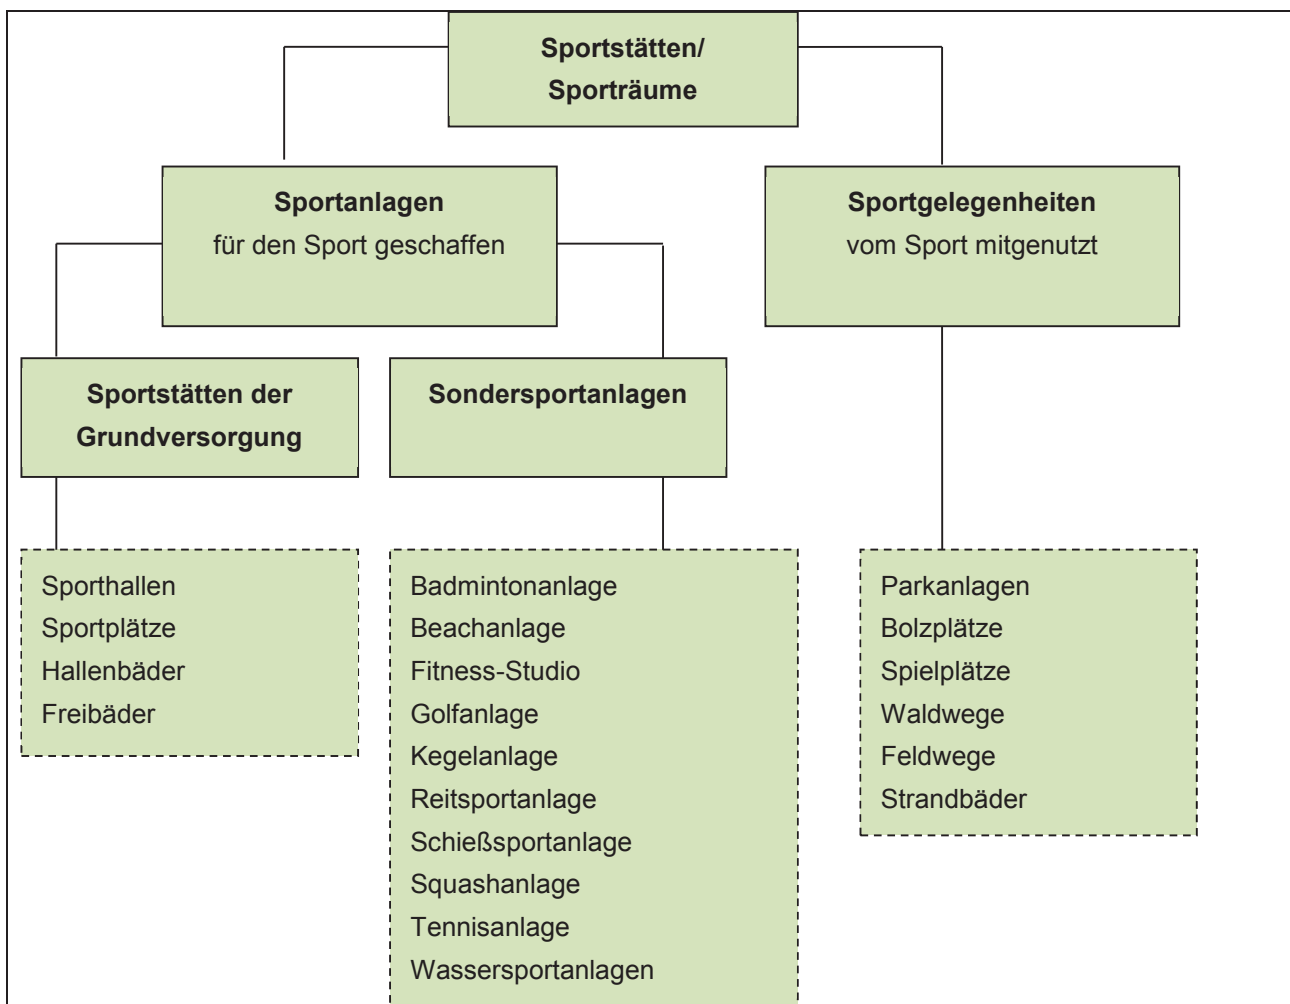 Sportstätten/
Sporträume
Sportanlagen
für den Sport geschaffen
Sportgelegenheiten
vom Sport mitgenutzt
Sportstätten der
Grundversorgung
Sondersportanlagen
Sporthallen
Sportplätze
Hallenbäder
Freibäder
Badmintonanlage
Beachanlage
Fitness-Studio
Golfanlage
Kegelanlage
Reitsportanlage
Schießsportanlage
Squashanlage
Tennisanlage
Wassersportanlagen
Parkanlagen
Bolzplätze
Spielplätze
Waldwege
Feldwege
Strandbäder